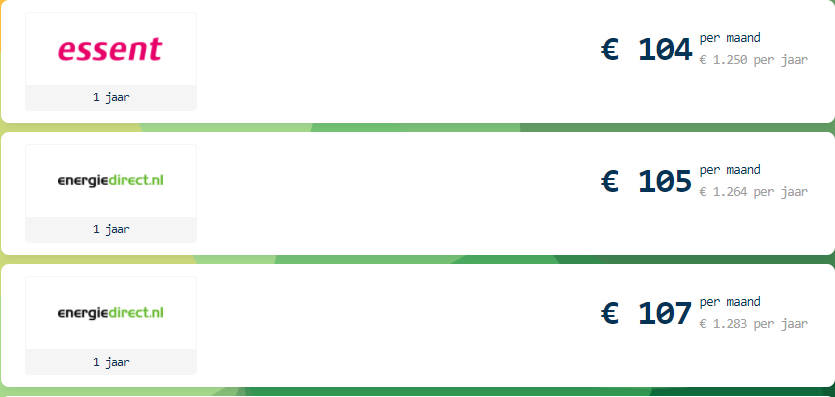 essent
€ 104 per maand
€ 1.250 per jaar
1 jaar
energiedirect.nl
€ 105 per maand
€ 1.264 per jaar
1 jaar
energiedirect.nl
€ 107 per maand
€ 1.283 per jaar
1 jaar